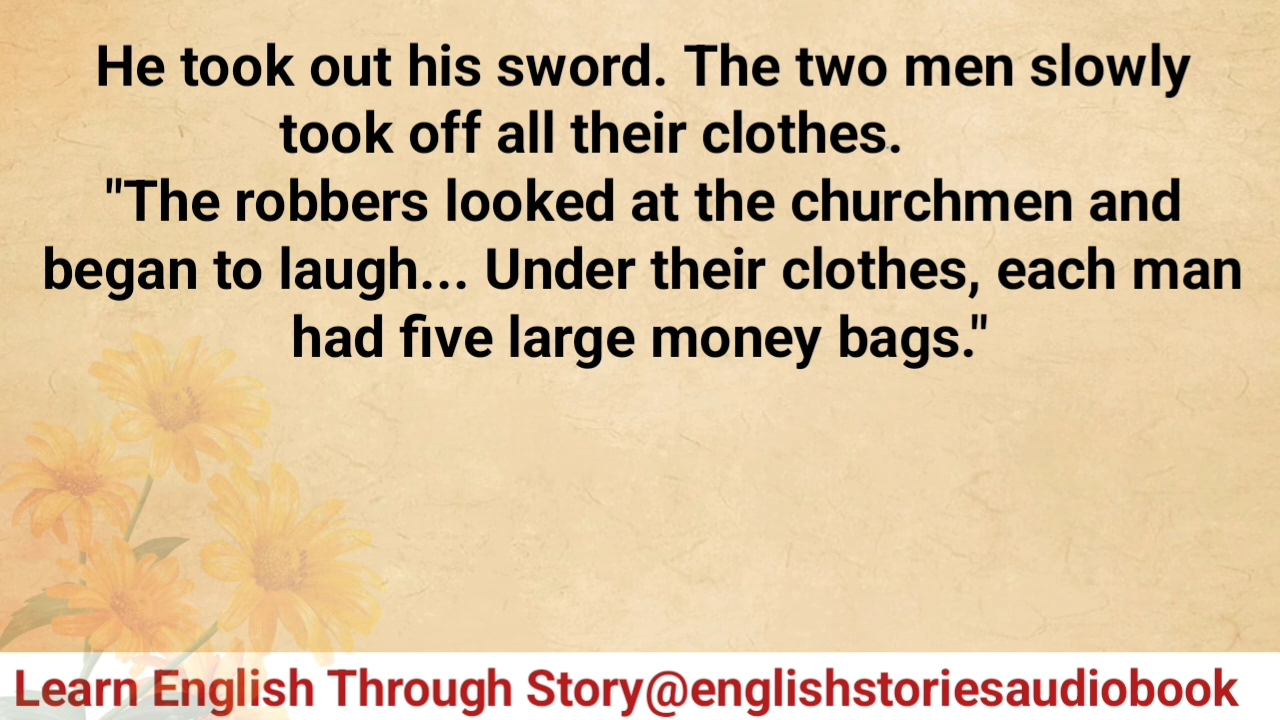 He took out his sword. The two men slowly
took off all their clothes.
"The robbers looked at the churchmen and
began to laugh... Under their clothes, each man
had five large money bags."
Learn English Through Story@englishstoriesaudiobook